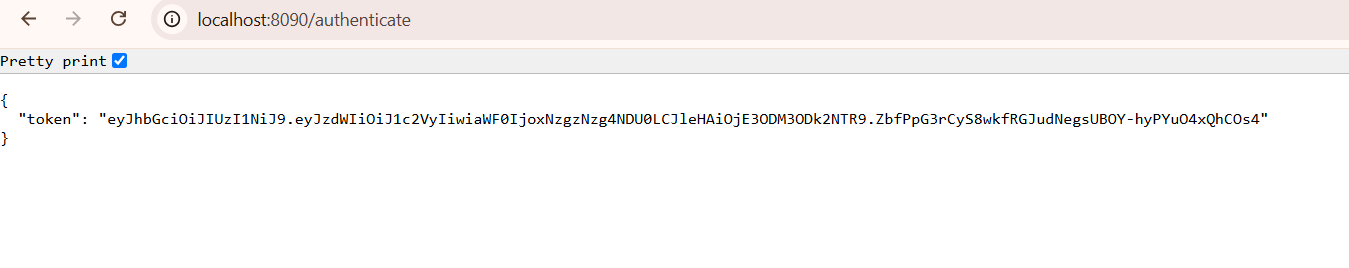 localhost:8090/authenticate
Pretty print
{
"token": "eyJhbGciOiJIUzI1NiJ9.eyJzdWIiOiJ1c2VyIiwiaWF0IjoxNzgzNzg4NDU0LCJleHAiOjE3ODM3ODk2NTR9.ZbfPpG3rCyS8wkfRGJudNegsUBOY-hyPYuO4xQhCOs4"
}